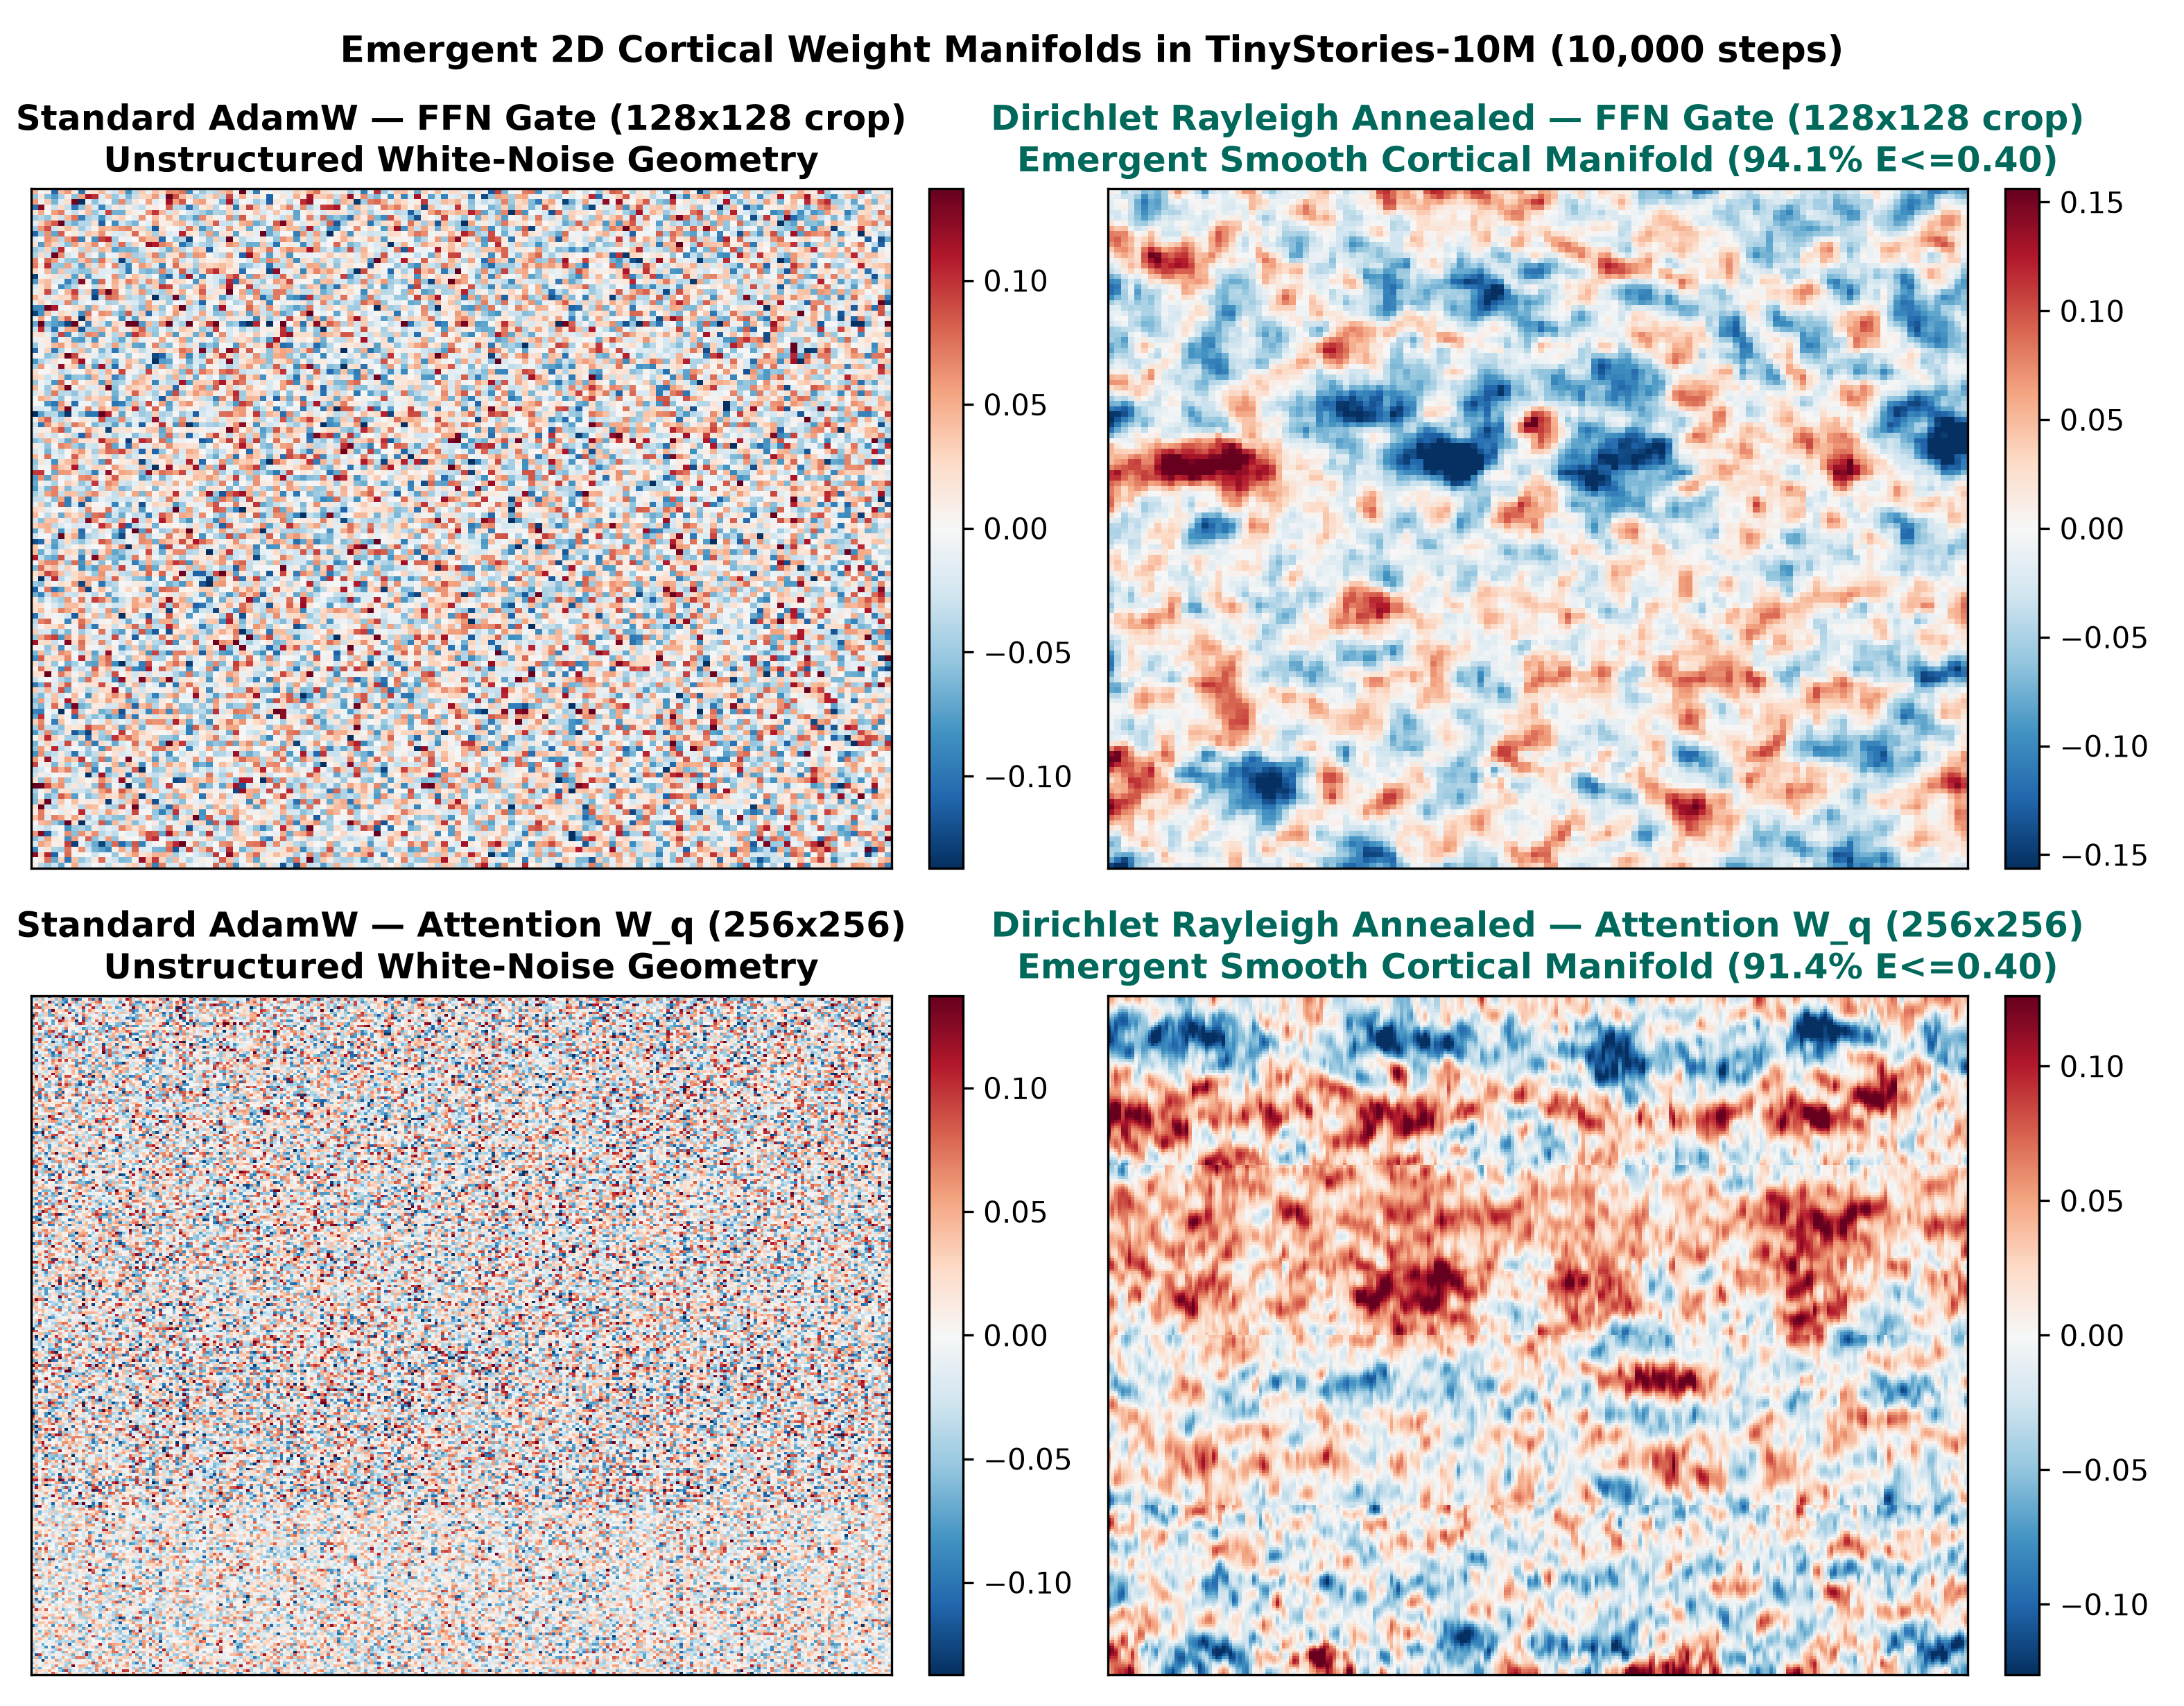 Emergent 2D Cortical Weight Manifolds in TinyStories-10M (10,000 steps)
Standard AdamW — FFN Gate (128x128 crop)
Unstructured White-Noise Geometry
0.10
0.05
0.00
−0.05
−0.10
Dirichlet Rayleigh Annealed — FFN Gate (128x128 crop)
Emergent Smooth Cortical Manifold (94.1% E<=0.40)
0.15
0.10
0.05
0.00
−0.05
−0.10
−0.15
Standard AdamW — Attention W_q (256x256)
Unstructured White-Noise Geometry
0.10
0.05
0.00
−0.05
−0.10
Dirichlet Rayleigh Annealed — Attention W_q (256x256)
Emergent Smooth Cortical Manifold (91.4% E<=0.40)
0.10
0.05
0.00
−0.05
−0.10